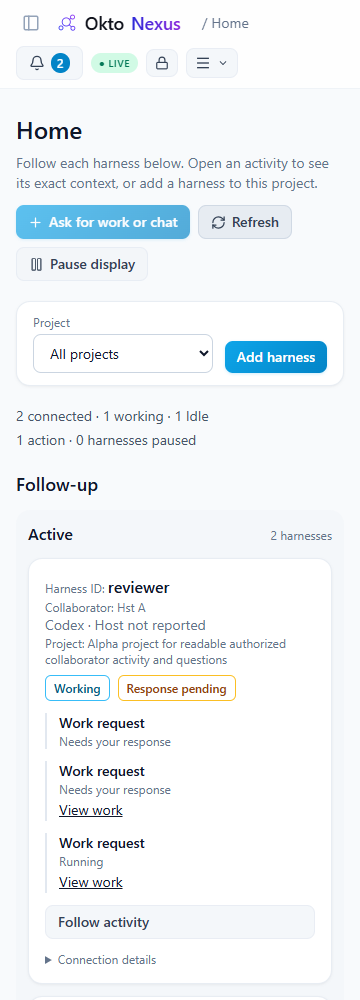 Okto Nexus / Home
2
LIVE
Home
Follow each harness below. Open an activity to see
its exact context, or add a harness to this project.
Ask for work or chat
Refresh
Pause display
Project
All projects
Add harness
2 connected · 1 working · 1 Idle
1 action · 0 harnesses paused
Follow-up
Active
2 harnesses
Harness ID: reviewer
Collaborator: Hst A
Codex · Host not reported
Project: Alpha project for readable authorized
collaborator activity and questions
Working
Response pending
Work request
Needs your response
Work request
Needs your response
View work
Work request
Running
View work
Follow activity
Connection details